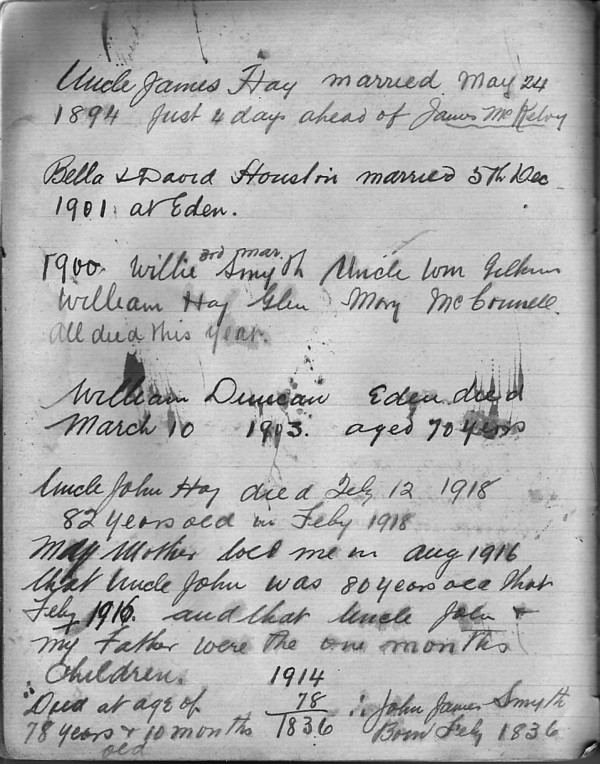 Uncle James Hay married May 24
1894 Just 4 days ahead of James McKelvy
Bella & David Houston married 5th Dec
1901 at Eden.
3rd mar.
1900. Willie Smyth Uncle Wm
William Hay Glen Mary McConnell.
all died this year.
William Duncan Eden died
March 10 1903. aged 70 years
Uncle John Hay died Feby 12 1918
82 years old in Feby 1918
My Mother told me in Aug 1916
that Uncle John was 80 years old that
Feby 1916. and that Uncle John &
my Father were the one months
Children. 1914
Died at age of 78 ∴ John James Smyth
78 years & 10 months 1836 Born Feby 1836
old